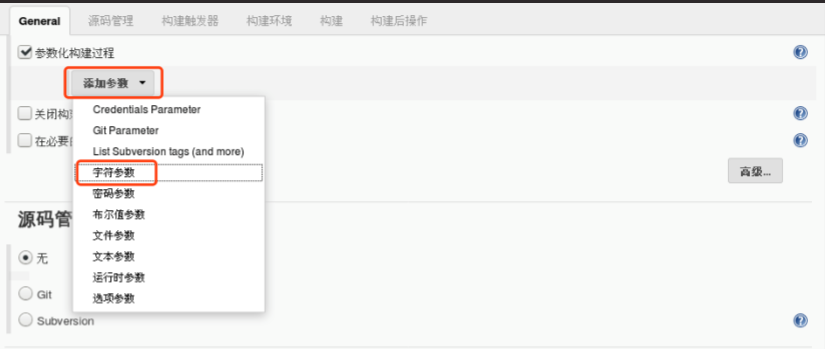 General 源码管理 构建触发器 构建环境 构建 构建后操作
参数化构建过程
添加参数
Credentials Parameter
关闭构
Git Parameter
在必要
List Subversion tags (and more)
字符参数
高级...
密码参数
源码管
布尔值参数
文件参数
无
文本参数
运行时参数
Git
选项参数
Subversion